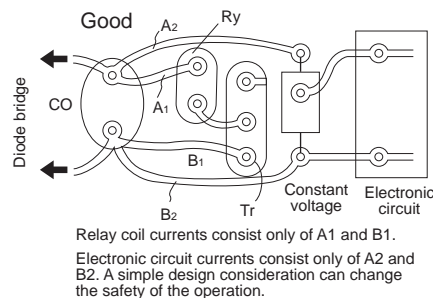 Good
A2
Ry
Diode bridge
CO
A1
B1
B2
Tr
Constant
voltage
Electronic
circuit
Relay coil currents consist only of A1 and B1.
Electronic circuit currents consist only of A2 and
B2. A simple design consideration can change
the safety of the operation.